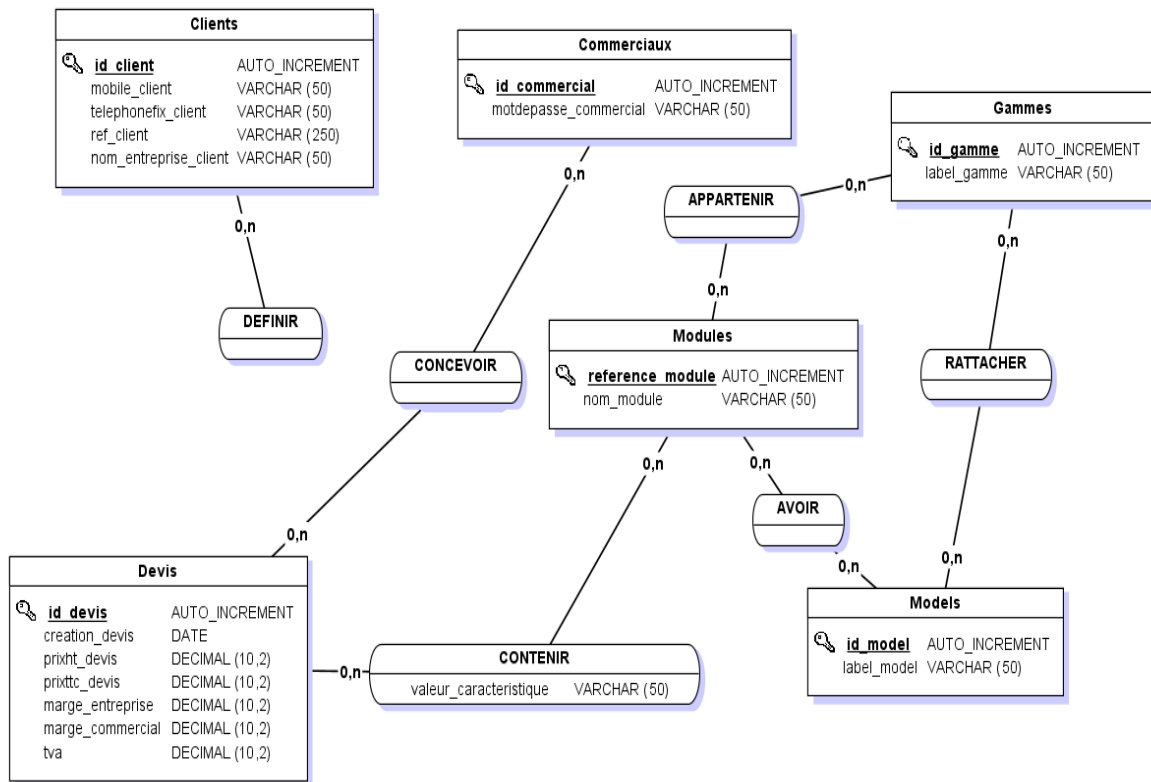 Clients
id_client AUTO_INCREMENT
mobile_client VARCHAR (50)
telephonefix_client VARCHAR (50)
ref_client VARCHAR (250)
nom_entreprise_client VARCHAR (50)
0,n
DEFINIR
Commerciaux
id_commercial AUTO_INCREMENT
motdepasse_commercial VARCHAR (50)
0,n
CONCEVOIR
0,n
Gammes
id_gamme AUTO_INCREMENT
label_gamme VARCHAR (50)
0,n
APPARTENIR
0,n
0,n
RATTACHER
0,n
Modules
reference_module AUTO_INCREMENT
nom_module VARCHAR (50)
0,n
0,n
AVOIR
0,n
Devis
id_devis AUTO_INCREMENT
creation_devis DATE
prixht_devis DECIMAL (10,2)
prixttc_devis DECIMAL (10,2)
marge_entreprise DECIMAL (10,2)
marge_commercial DECIMAL (10,2)
tva DECIMAL (10,2)
0,n
CONTENIR
valeur_caracteristique VARCHAR (50)
Models
id_model AUTO_INCREMENT
label_model VARCHAR (50)